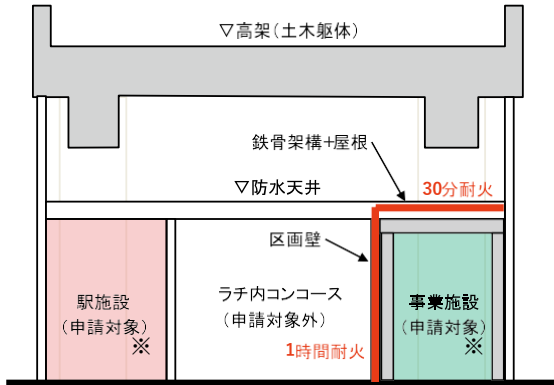 ▽高架(土木躯体)
鉄骨架構+屋根
▽防水天井
30分耐火
区画壁
駅施設
(申請対象)
※
ラチ内コンコース
(申請対象外)
1時間耐火
事業施設
(申請対象)
※